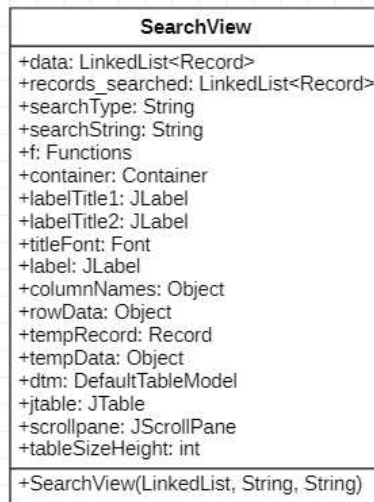 SearchView
+data: LinkedList<Record>
+records_searched: LinkedList<Record>
+searchType: String
+searchString: String
+f: Functions
+container: Container
+labelTitle1: JLabel
+labelTitle2: JLabel
+titleFont: Font
+label: JLabel
+columnNames: Object
+rowData: Object
+tempRecord: Record
+tempData: Object
+dtm: DefaultTableModel
+jtable: JTable
+scrollpane: JScrollPane
+tableSizeHeight: int
+SearchView(LinkedList, String, String)